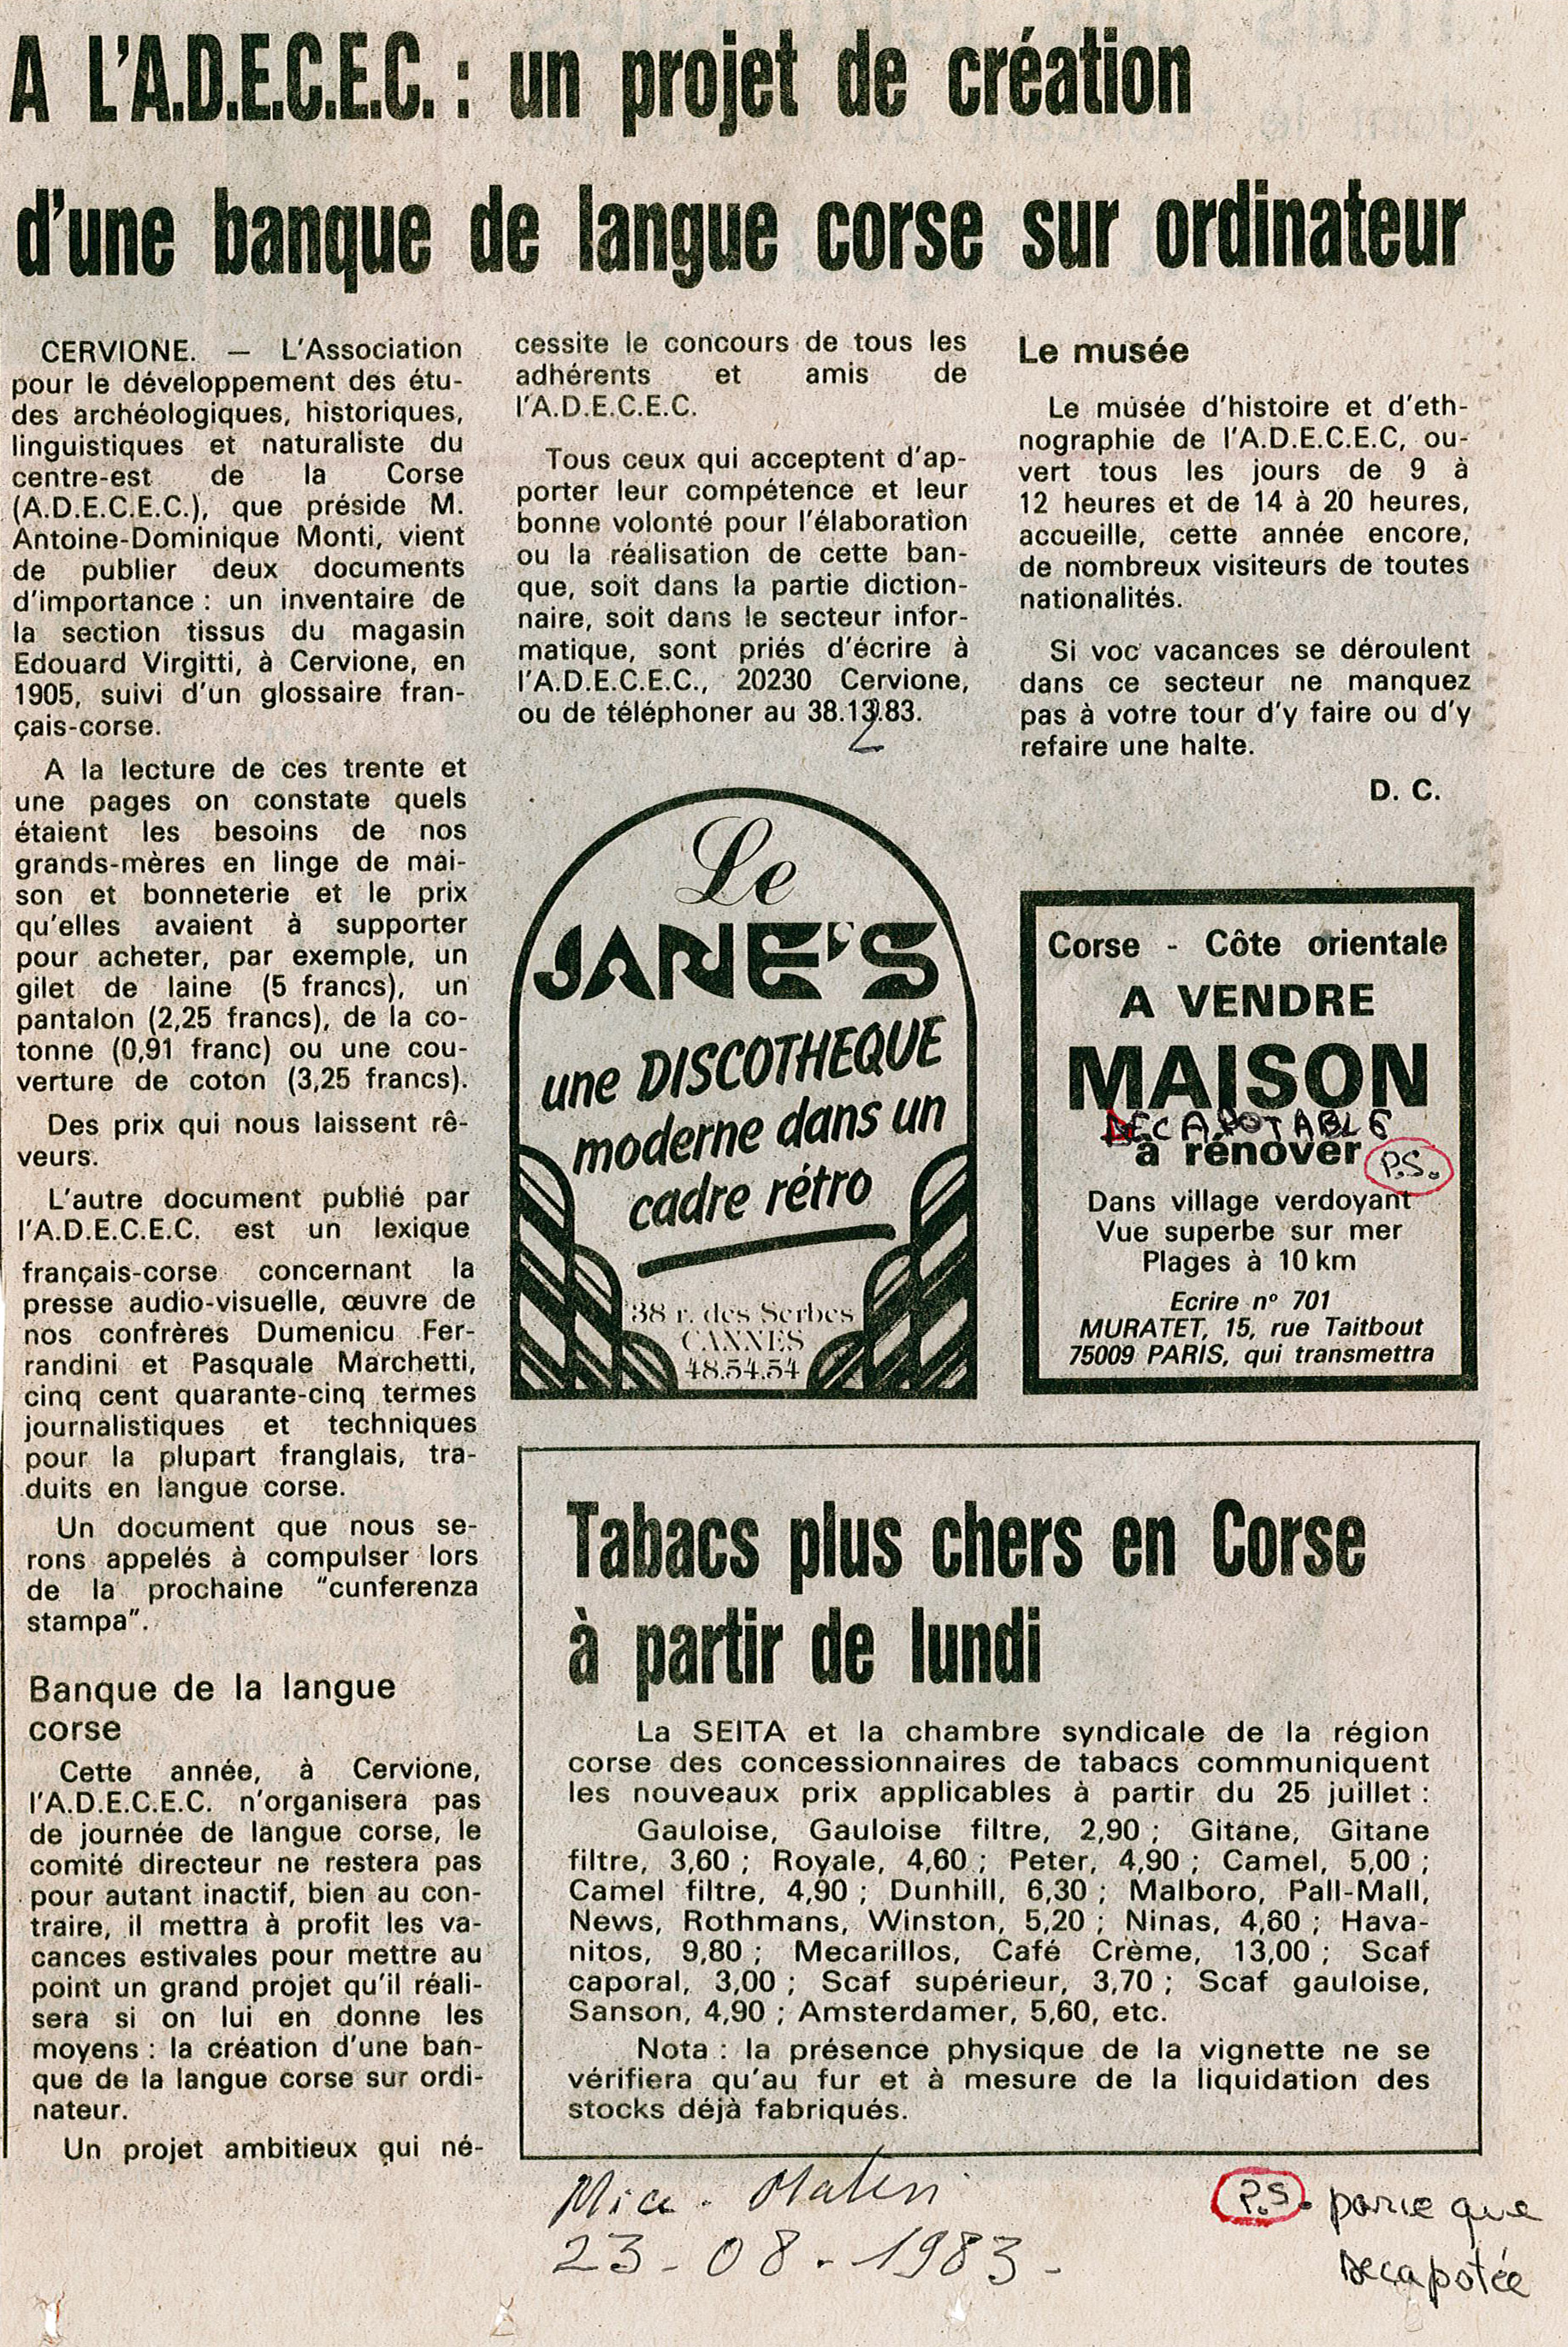 A L'A.D.E.C.E.C. : un projet de création
d'une banque de langue corse sur ordinateur
CERVIONE. — L'Association
pour le développement des étu-
des archéologiques, historiques,
linguistiques et naturaliste du
centre-est de la Corse
(A.D.E.C.E.C.), que préside M.
Antoine-Dominique Monti, vient
de publier deux documents
d'importance : un inventaire de
la section tissus du magasin
Edouard Virgitti, à Cervione, en
1905, suivi d'un glossaire fran-
çais-corse.
A la lecture de ces trente et
une pages on constate quels
étaient les besoins de nos
grands-mères en linge de mai-
son et bonneterie et le prix
qu'elles avaient à supporter
pour acheter, par exemple, un
gilet de laine (5 francs), un
pantalon (2,25 francs), de la co-
tonne (0,91 franc) ou une cou-
verture de coton (3,25 francs).
Des prix qui nous laissent rê-
veurs.
L'autre document publié par
l'A.D.E.C.E.C. est un lexique
français-corse concernant la
presse audio-visuelle, œuvre de
nos confrères Dumenicu Fer-
randini et Pasquale Marchetti,
cinq cent quarante-cinq termes
journalistiques et techniques
pour la plupart franglais, tra-
duits en langue corse.
Un document que nous se-
rons appelés à compulser lors
de la prochaine "cunferenza
stampa".
Banque de la langue
corse
Cette année, à Cervione,
l'A.D.E.C.E.C. n'organisera pas
de journée de langue corse, le
comité directeur ne restera pas
pour autant inactif, bien au con-
traire, il mettra à profit les va-
cances estivales pour mettre au
point un grand projet qu'il réali-
sera si on lui en donne les
moyens : la création d'une ban-
que de la langue corse sur ordi-
nateur.
Un projet ambitieux qui né-
cessite le concours de tous les
adhérents et amis de
l'A.D.E.C.E.C.
Tous ceux qui acceptent d'ap-
porter leur compétence et leur
bonne volonté pour l'élaboration
ou la réalisation de cette ban-
que, soit dans la partie diction-
naire, soit dans le secteur infor-
matique, sont priés d'écrire à
l'A.D.E.C.E.C., 20230 Cervione,
ou de téléphoner au 38.13.83.
2
Le musée
Le musée d'histoire et d'eth-
nographie de l'A.D.E.C.E.C, ou-
vert tous les jours de 9 à
12 heures et de 14 à 20 heures,
accueille, cette année encore,
de nombreux visiteurs de toutes
nationalités.
Si voc vacances se déroulent
dans ce secteur ne manquez
pas à votre tour d'y faire ou d'y
refaire une halte.
D. C.
Le
JANE'S
une DISCOTHEQUE
moderne dans un
cadre rétro
38 r. des Serbes
CANNES
48.54.54
Corse - Côte orientale
A VENDRE
MAISON
DECAPOTABLE
à rénover P.S.
Dans village verdoyant
Vue superbe sur mer
Plages à 10 km
Ecrire nº 701
MURATET, 15, rue Taitbout
75009 PARIS, qui transmettra
Tabacs plus chers en Corse
à partir de lundi
La SEITA et la chambre syndicale de la région
corse des concessionnaires de tabacs communiquent
les nouveaux prix applicables à partir du 25 juillet :
Gauloise, Gauloise filtre, 2,90 ; Gitane, Gitane
filtre, 3,60 ; Royale, 4,60 ; Peter, 4,90 ; Camel, 5,00 ;
Camel filtre, 4,90 ; Dunhill, 6,30 ; Malboro, Pall-Mall,
News, Rothmans, Winston, 5,20 ; Ninas, 4,60 ; Hava-
nitos, 9,80 ; Mecarillos, Café Crème, 13,00 ; Scaf
caporal, 3,00 ; Scaf supérieur, 3,70 ; Scaf gauloise,
Sanson, 4,90 ; Amsterdamer, 5,60, etc.
Nota : la présence physique de la vignette ne se
vérifiera qu'au fur et à mesure de la liquidation des
stocks déjà fabriqués.
Nice-Matin
23-08-1983-
P.S. parce que
Decapotée